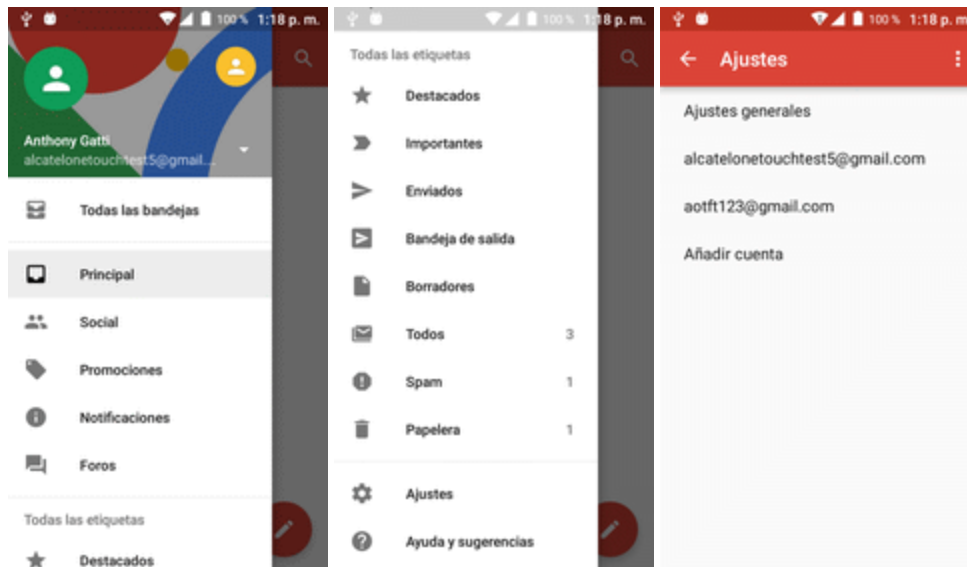 100 % 1:18 p. m.
Anthony Gatti
alcatelonetouchtest5@gmail...
Todas las bandejas
Principal
Social
Promociones
Notificaciones
Foros
Todas las etiquetas
Destacados
100 % 1:18 p. m.
Todas las etiquetas
Destacados
Importantes
Enviados
Bandeja de salida
Borradores
Todos 3
Spam 1
Papelera 1
Ajustes
Ayuda y sugerencias
100 % 1:18 p. m
Ajustes
Ajustes generales
alcatelonetouchtest5@gmail.com
aotft123@gmail.com
Añadir cuenta